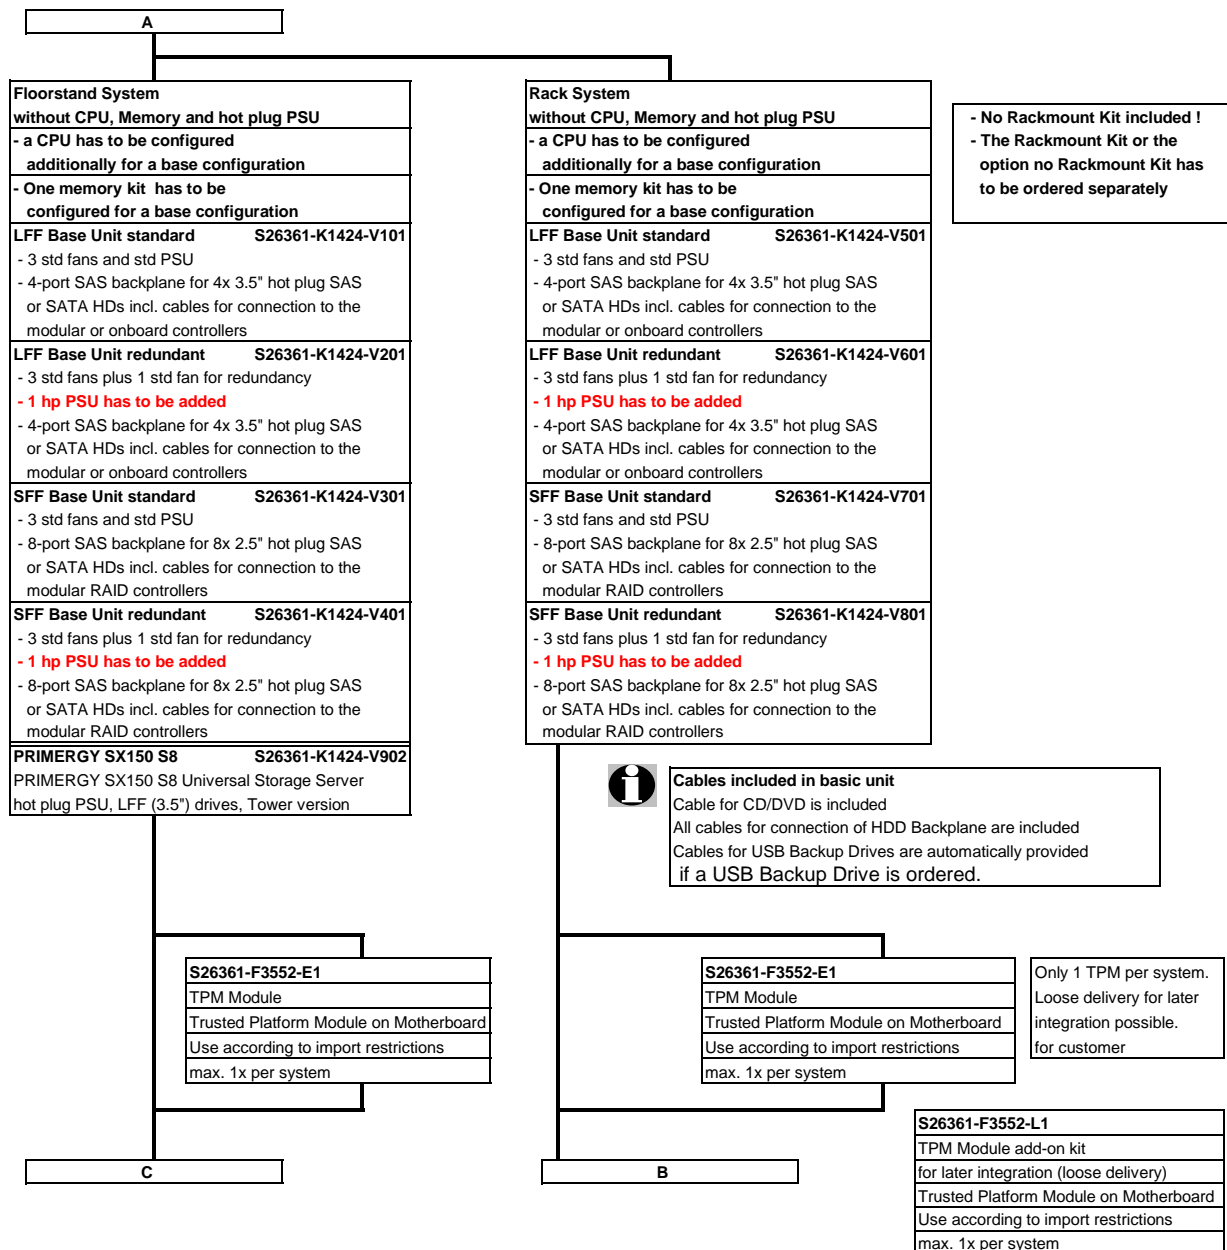 A
Floorstand System
without CPU, Memory and hot plug PSU
- a CPU has to be configured
additionally for a base configuration
- One memory kit  has to be
configured for a base configuration
LFF Base Unit standard S26361-K1424-V101
- 3 std fans and std PSU
- 4-port SAS backplane for 4x 3.5" hot plug SAS
or SATA HDs incl. cables for connection to the
modular or onboard controllers
LFF Base Unit redundant S26361-K1424-V201
- 3 std fans plus 1 std fan for redundancy
- 1 hp PSU has to be added
- 4-port SAS backplane for 4x 3.5" hot plug SAS
or SATA HDs incl. cables for connection to the
modular or onboard controllers
SFF Base Unit standard S26361-K1424-V301
- 3 std fans and std PSU
- 8-port SAS backplane for 8x 2.5" hot plug SAS
or SATA HDs incl. cables for connection to the
modular RAID controllers
SFF Base Unit redundant S26361-K1424-V401
- 3 std fans plus 1 std fan for redundancy
- 1 hp PSU has to be added
- 8-port SAS backplane for 8x 2.5" hot plug SAS
or SATA HDs incl. cables for connection to the
modular RAID controllers
PRIMERGY SX150 S8 S26361-K1424-V902
PRIMERGY SX150 S8 Universal Storage Server
hot plug PSU, LFF (3.5") drives, Tower version
Rack System
without CPU, Memory and hot plug PSU
- a CPU has to be configured
additionally for a base configuration
- One memory kit has to be
configured for a base configuration
LFF Base Unit standard S26361-K1424-V501
- 3 std fans and std PSU
- 4-port SAS backplane for 4x 3.5" hot plug SAS
or SATA HDs incl. cables for connection to the
modular or onboard controllers
LFF Base Unit redundant S26361-K1424-V601
- 3 std fans plus 1 std fan for redundancy
- 1 hp PSU has to be added
- 4-port SAS backplane for 4x 3.5" hot plug SAS
or SATA HDs incl. cables for connection to the
modular or onboard controllers
SFF Base Unit standard S26361-K1424-V701
- 3 std fans and std PSU
- 8-port SAS backplane for 8x 2.5" hot plug SAS
or SATA HDs incl. cables for connection to the
modular RAID controllers
SFF Base Unit redundant S26361-K1424-V801
- 3 std fans plus 1 std fan for redundancy
- 1 hp PSU has to be added
- 8-port SAS backplane for 8x 2.5" hot plug SAS
or SATA HDs incl. cables for connection to the
modular RAID controllers
- No Rackmount Kit included !
- The Rackmount Kit or the
option no Rackmount Kit has
to be ordered separately
i
Cables included in basic unit
Cable for CD/DVD is included
All cables for connection of HDD Backplane are included
Cables for USB Backup Drives are automatically provided
if a USB Backup Drive is ordered.
S26361-F3552-E1
TPM Module
Trusted Platform Module on Motherboard
Use according to import restrictions
max. 1x per system
S26361-F3552-E1
TPM Module
Trusted Platform Module on Motherboard
Use according to import restrictions
max. 1x per system
Only 1 TPM per system.
Loose delivery for later
integration possible.
for customer
S26361-F3552-L1
TPM Module add-on kit
for later integration (loose delivery)
Trusted Platform Module on Motherboard
Use according to import restrictions
max. 1x per system
C
B